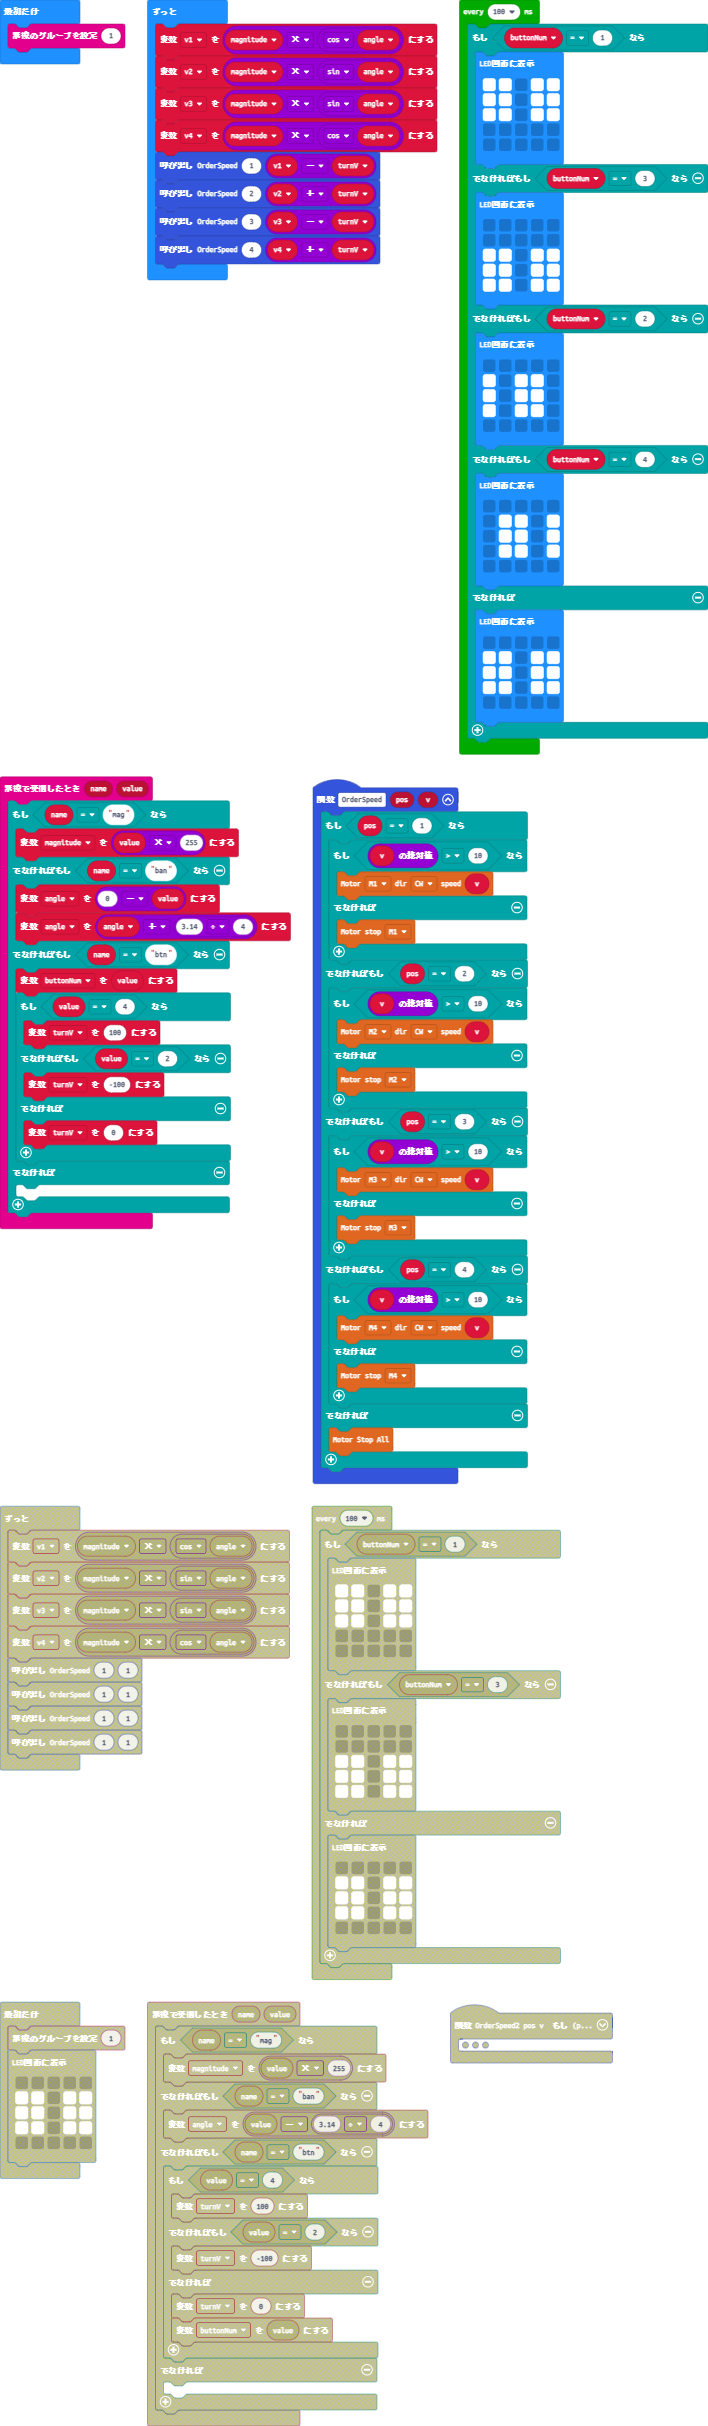 最初だけ
無線のグループを設定 1
ずっと
変数 v1 を magnitude × cos angle にする
変数 v2 を magnitude × sin angle にする
変数 v3 を magnitude × sin angle にする
変数 v4 を magnitude × cos angle にする
呼び出し OrderSpeed 1 v1 - turnV
呼び出し OrderSpeed 2 v2 + turnV
呼び出し OrderSpeed 3 v3 - turnV
呼び出し OrderSpeed 4 v4 + turnV
every 100 ms
もし buttonNum = 1 なら
LED画面に表示
でなければもし buttonNum = 3 なら
LED画面に表示
でなければもし buttonNum = 2 なら
LED画面に表示
でなければもし buttonNum = 4 なら
LED画面に表示
でなければ
LED画面に表示
無線で受信したとき name value
もし name = "mag" なら
変数 magnitude を value × 255 にする
でなければもし name = "ban" なら
変数 angle を 0 - value にする
変数 angle を angle + 3.14 ÷ 4 にする
でなければもし name = "btn" なら
変数 buttonNum を value にする
もし value = 4 なら
変数 turnV を 100 にする
でなければもし value = 2 なら
変数 turnV を -100 にする
でなければ
変数 turnV を 0 にする
でなければ
関数 OrderSpeed pos v
もし pos = 1 なら
もし v の絶対値 > 10 なら
Motor M1 dir CW speed v
でなければ
Motor stop M1
でなければもし pos = 2 なら
もし v の絶対値 > 10 なら
Motor M2 dir CW speed v
でなければ
Motor stop M2
でなければもし pos = 3 なら
もし v の絶対値 > 10 なら
Motor M3 dir CW speed v
でなければ
Motor stop M3
でなければもし pos = 4 なら
もし v の絶対値 > 10 なら
Motor M4 dir CW speed v
でなければ
Motor stop M4
でなければ
Motor Stop All
ずっと
変数 v1 を magnitude × cos angle にする
変数 v2 を magnitude × sin angle にする
変数 v3 を magnitude × sin angle にする
変数 v4 を magnitude × cos angle にする
呼び出し OrderSpeed 1 1
呼び出し OrderSpeed 1 1
呼び出し OrderSpeed 1 1
呼び出し OrderSpeed 1 1
every 100 ms
もし buttonNum = 1 なら
LED画面に表示
でなければもし buttonNum = 3 なら
LED画面に表示
でなければ
LED画面に表示
最初だけ
無線のグループを設定 1
LED画面に表示
無線で受信したとき name value
もし name = "mag" なら
変数 magnitude を value × 255 にする
でなければもし name = "ban" なら
変数 angle を value - 3.14 ÷ 4 にする
でなければもし name = "btn" なら
もし value = 4 なら
変数 turnV を 100 にする
でなければもし value = 2 なら
変数 turnV を -100 にする
でなければ
変数 turnV を 0 にする
変数 buttonNum を value にする
でなければ
関数 OrderSpeed2 pos v もし (p...